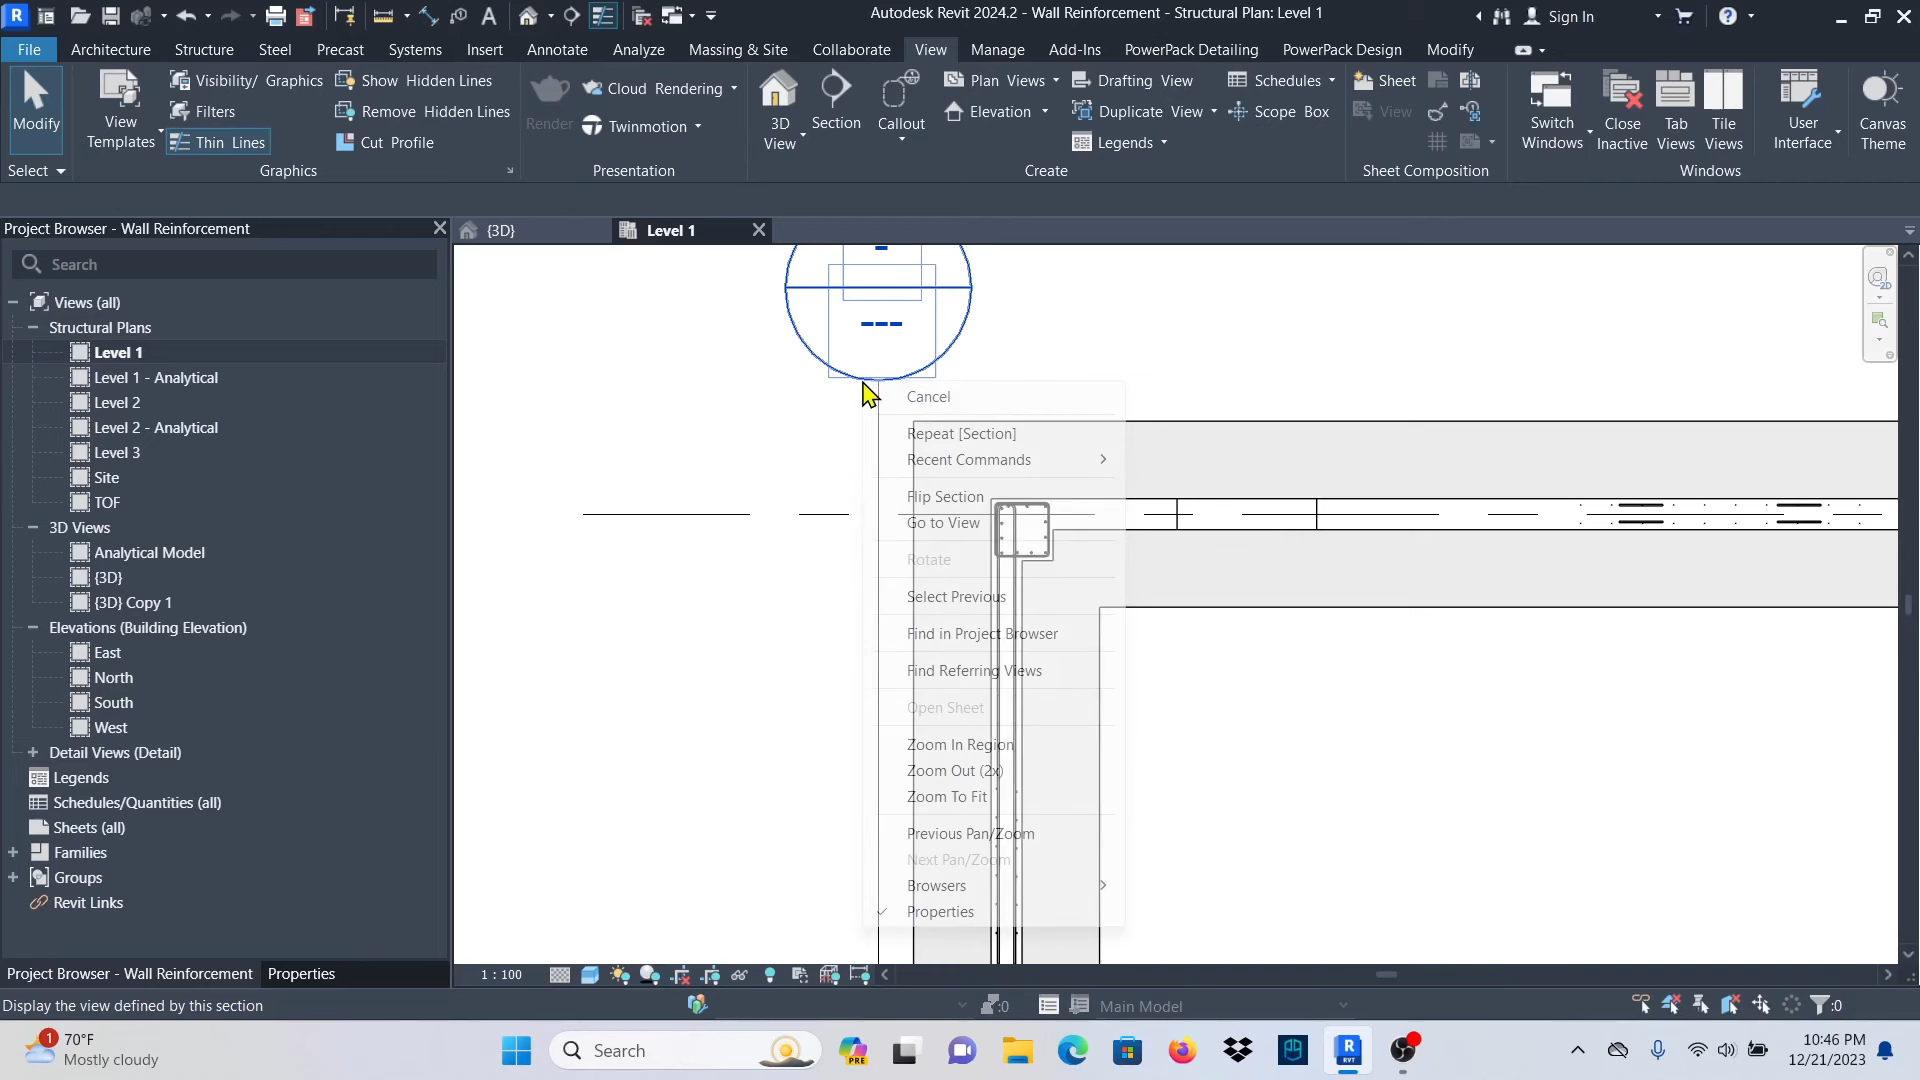 Autodesk Revit 2024.2 - Wall Reinforcement - Structural Plan: Level 1
Sign In
File Architecture Structure Steel Precast Systems Insert Annotate Analyze Massing & Site Collaborate View Manage Add-Ins PowerPack Detailing PowerPack Design Modify
Modify
View Templates
Visibility/ Graphics
Filters
Thin Lines
Show Hidden Lines
Remove Hidden Lines
Cut Profile
Render
Cloud Rendering
Twinmotion
3D View
Section
Callout
Plan Views
Elevation
Drafting View
Duplicate View
Legends
Schedules
Scope Box
Sheet
View
Switch Windows
Close Inactive
Tab Views
Tile Views
User Interface
Canvas Theme
Select Graphics Presentation Create Sheet Composition Windows
Project Browser - Wall Reinforcement
{3D}
Level 1
Search
Views (all)
Structural Plans
Level 1
Level 1 - Analytical
Level 2
Level 2 - Analytical
Level 3
Site
TOF
3D Views
Analytical Model
{3D}
{3D} Copy 1
Elevations (Building Elevation)
East
North
South
West
Detail Views (Detail)
Legends
Schedules/Quantities (all)
Sheets (all)
Families
Groups
Revit Links
2D
Cancel
Repeat [Section]
Recent Commands
Flip Section
Go to View
Rotate
Select Previous
Find in Project Browser
Find Referring Views
Open Sheet
Zoom In Region
Zoom Out (2x)
Zoom To Fit
Previous Pan/Zoom
Next Pan/Zoom
Browsers
Properties
Project Browser - Wall Reinforcement Properties
1 : 100
Display the view defined by this section
:0
Main Model
:0
1
70°F
Mostly cloudy
Search
PRE
R
RVT
10:46 PM
12/21/2023